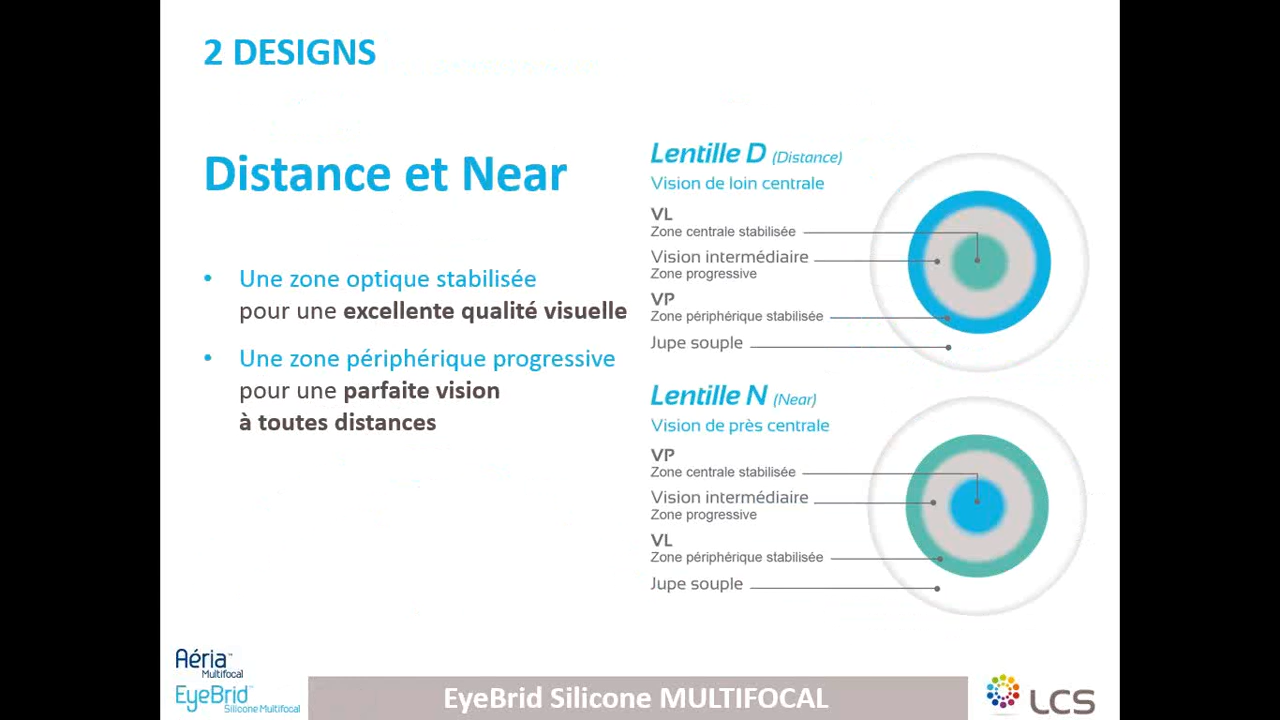 2 DESIGNS
Distance et Near
• Une zone optique stabilisée
pour une excellente qualité visuelle
• Une zone périphérique progressive
pour une parfaite vision
à toutes distances
Lentille D (Distance)
Vision de loin centrale
VL
Zone centrale stabilisée
Vision intermédiaire
Zone progressive
VP
Zone périphérique stabilisée
Jupe souple
Lentille N (Near)
Vision de près centrale
VP
Zone centrale stabilisée
Vision intermédiaire
Zone progressive
VL
Zone périphérique stabilisée
Jupe souple
Aéria™
Multifocal
EyeBrid™
Silicone Multifocal
EyeBrid Silicone MULTIFOCAL
LCS